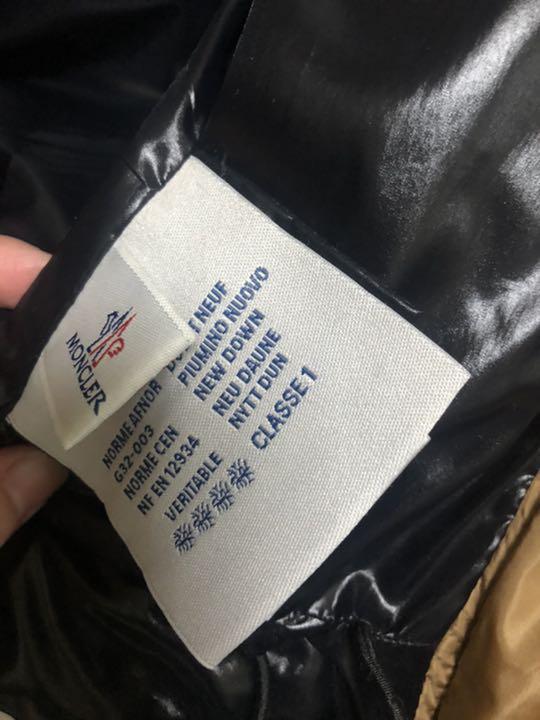 MONCLER
NEUF
PIUMINO NUOVO
NEW DOWN
NEU DAUNE
NYTT DUN
CLASSE 1
NORME AFNOR
G32-003
NORME CEN
NF EN 12934
VERITABLE